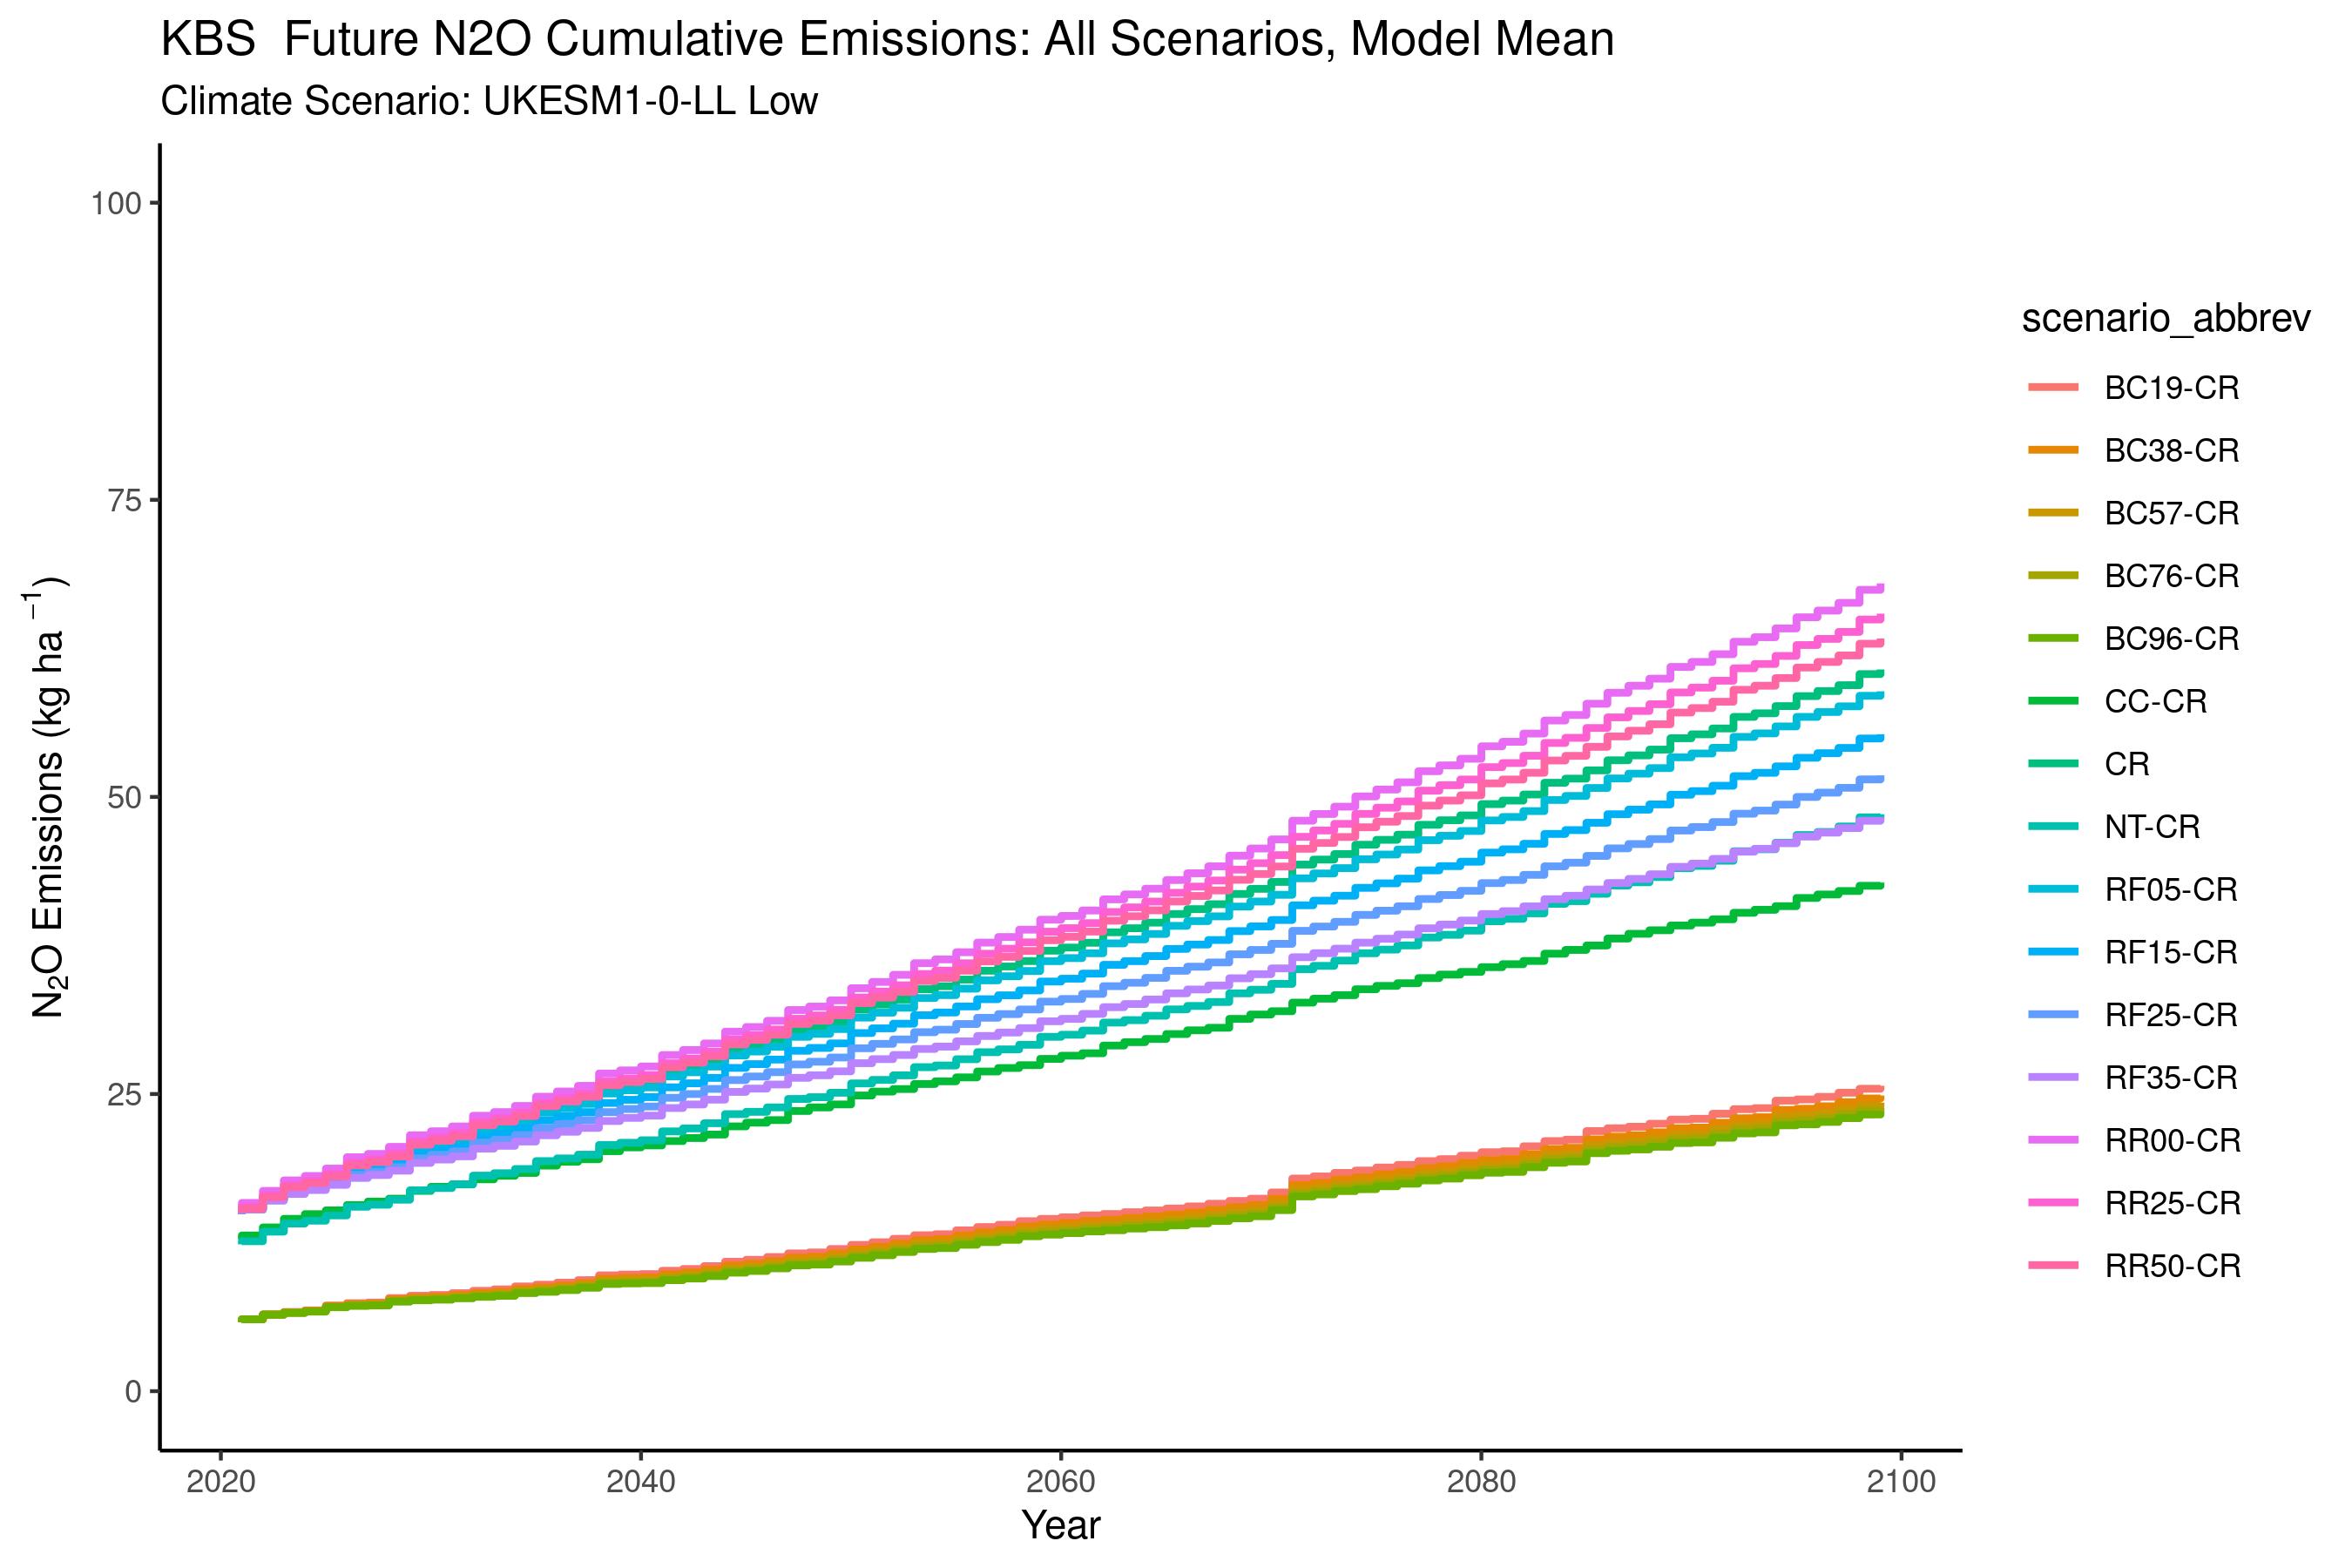 KBS  Future N2O Cumulative Emissions: All Scenarios, Model Mean
Climate Scenario: UKESM1-0-LL Low
N₂O Emissions (kg ha ⁻¹)
100
75
50
25
0
2020
2040
2060
2080
2100
Year
scenario_abbrev
BC19-CR
BC38-CR
BC57-CR
BC76-CR
BC96-CR
CC-CR
CR
NT-CR
RF05-CR
RF15-CR
RF25-CR
RF35-CR
RR00-CR
RR25-CR
RR50-CR